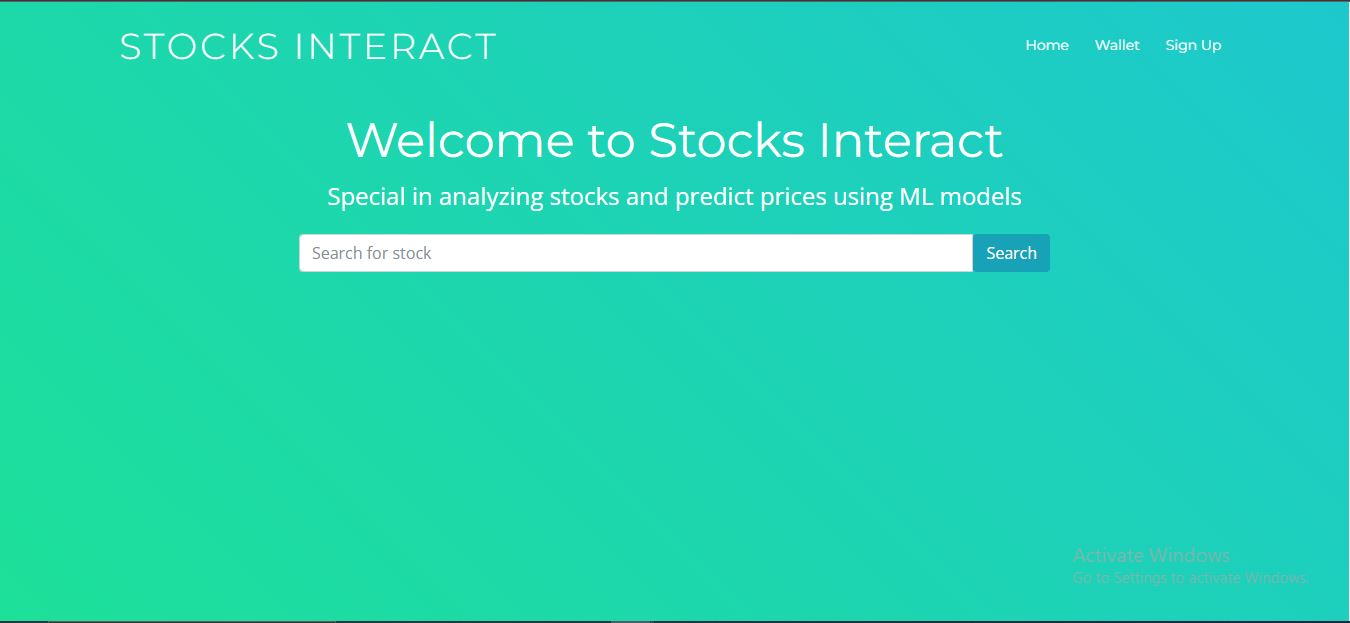 STOCKS INTERACT
Home Wallet Sign Up
Welcome to Stocks Interact
Special in analyzing stocks and predict prices using ML models
Search for stock Search
Activate Windows
Go to Settings to activate Windows.